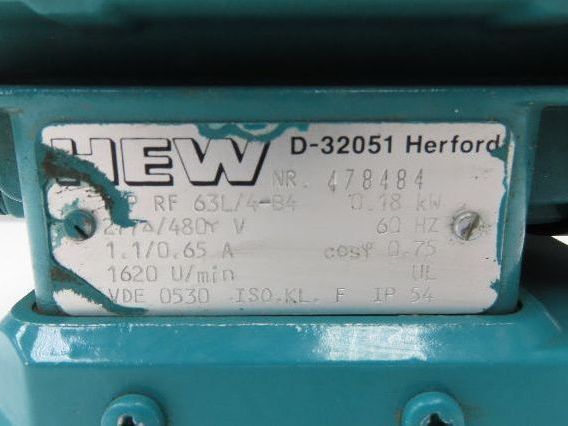 HEW D-32051 Herford
NR. 478484
RF 63L/4-B4 0.18 kW
/480Y V 60 HZ
1.1/0.65 A cosφ 0.75
1620 U/min UL
VDE 0530 ISO.KL. F IP 54